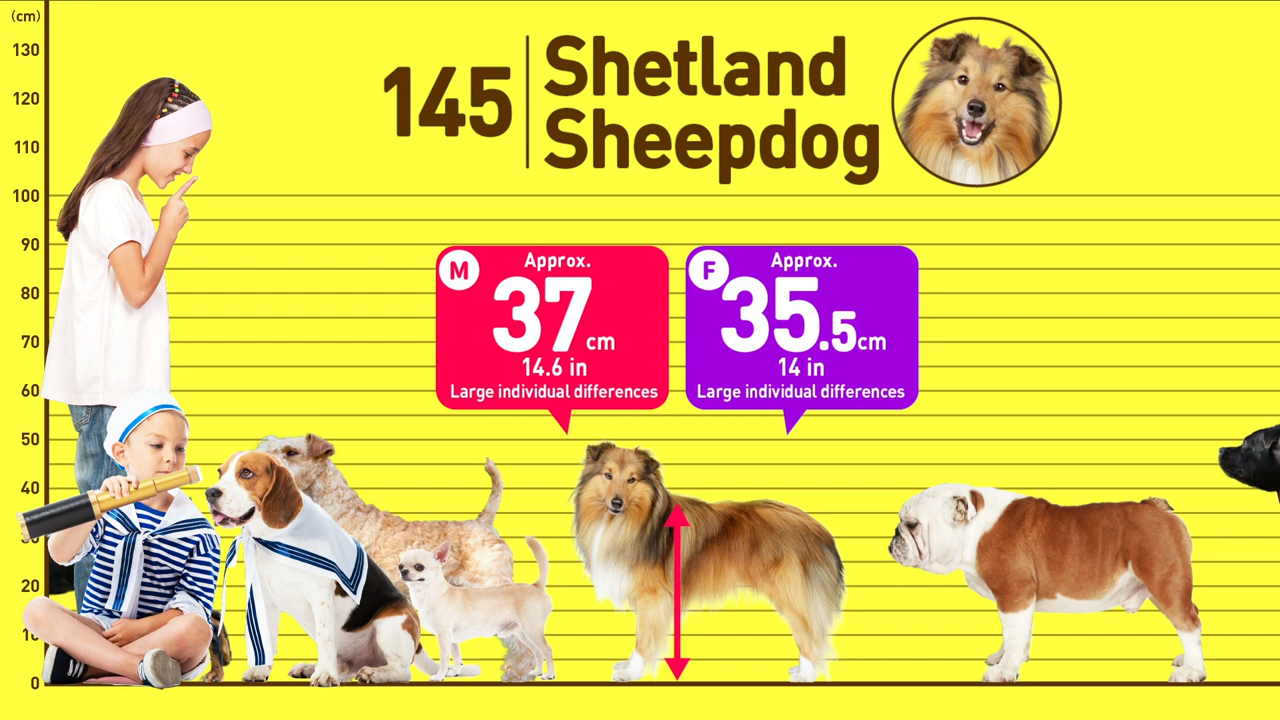 (cm)
130
120
110
100
90
80
70
60
50
40
20
0
145
Shetland
Sheepdog
M
Approx.
37cm
14.6 in
Large individual differences
F
Approx.
35.5cm
14 in
Large individual differences